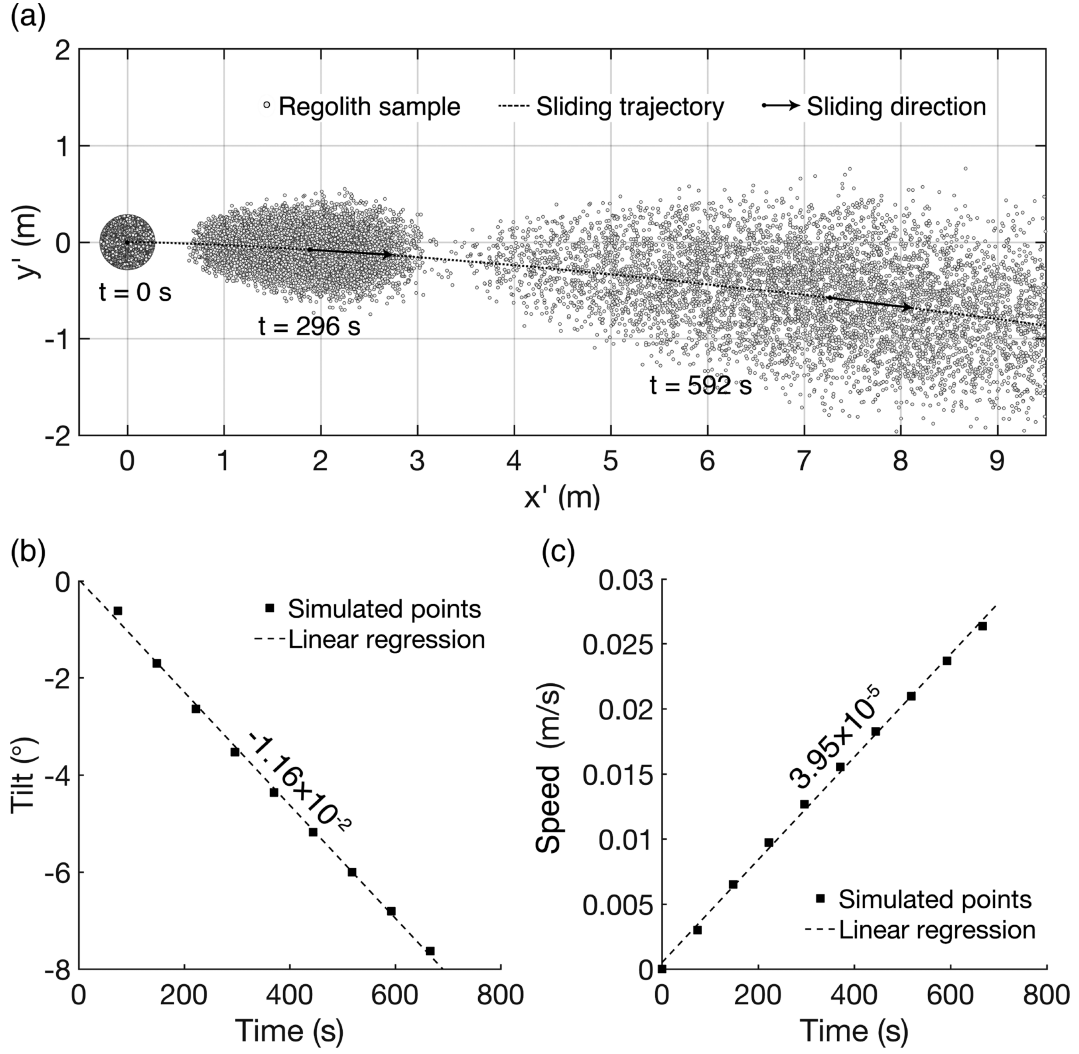 (a)
2
1
0
-1
-2
y' (m)
Regolith sample Sliding trajectory Sliding direction
t = 0 s
t = 296 s
t = 592 s
0 1 2 3 4 5 6 7 8 9
x' (m)
(b)
0
-2
-4
-6
-8
Tilt (°)
Simulated points
Linear regression
-1.16×10⁻²
0 200 400 600 800
Time (s)
(c)
0.03
0.025
0.02
0.015
0.01
0.005
0
Speed (m/s)
3.95×10⁻⁵
Simulated points
Linear regression
0 200 400 600 800
Time (s)